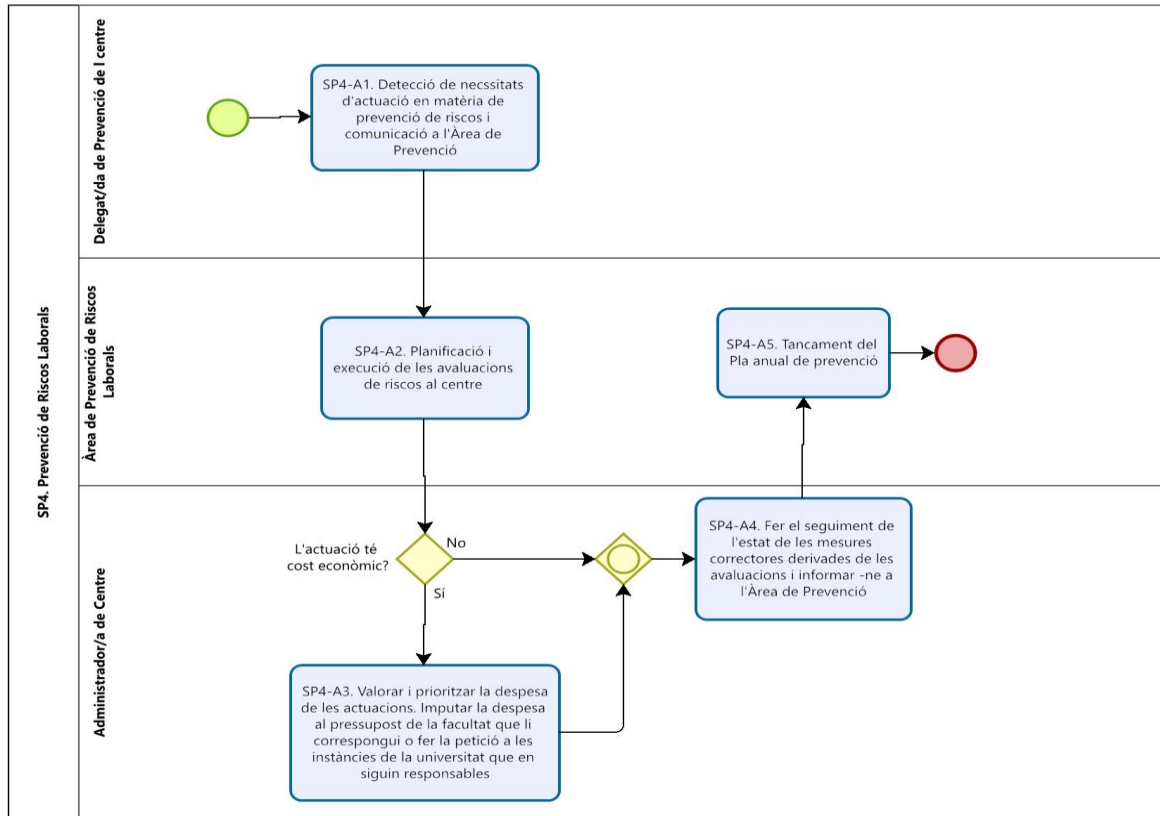 SP4. Prevenció de Riscos Laborals
Delegat/da de Prevenció de l centre
SP4-A1. Detecció de necssitats
d'actuació en matèria de
prevenció de riscos i
comunicació a l'Àrea de
Prevenció
Àrea de Prevenció de Riscos
Laborals
SP4-A2. Planificació i
execució de les avaluacions
de riscos al centre
SP4-A5. Tancament del
Pla anual de prevenció
Administrador/a de Centre
L'actuació té
cost econòmic?
No
Sí
SP4-A4. Fer el seguiment de
l'estat de les mesures
correctores derivades de les
avaluacions i informar -ne a
l'Àrea de Prevenció
SP4-A3. Valorar i prioritzar la despesa
de les actuacions. Imputar la despesa
al pressupost de la facultat que li
correspongui o fer la petició a les
instàncies de la universitat que en
siguin responsables